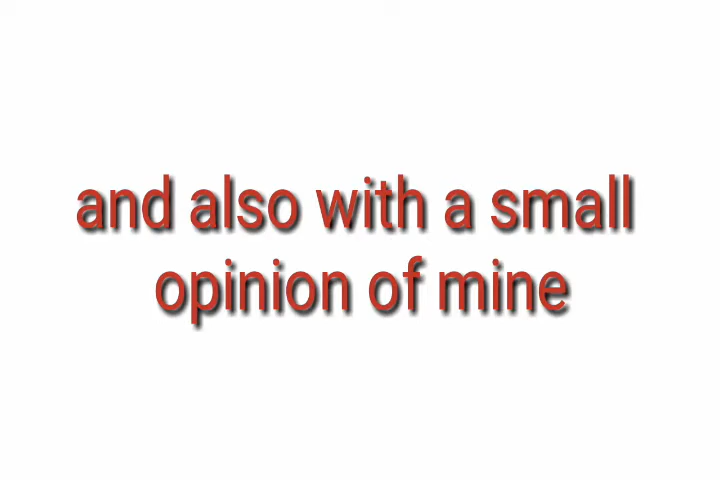 and also with a small
opinion of mine